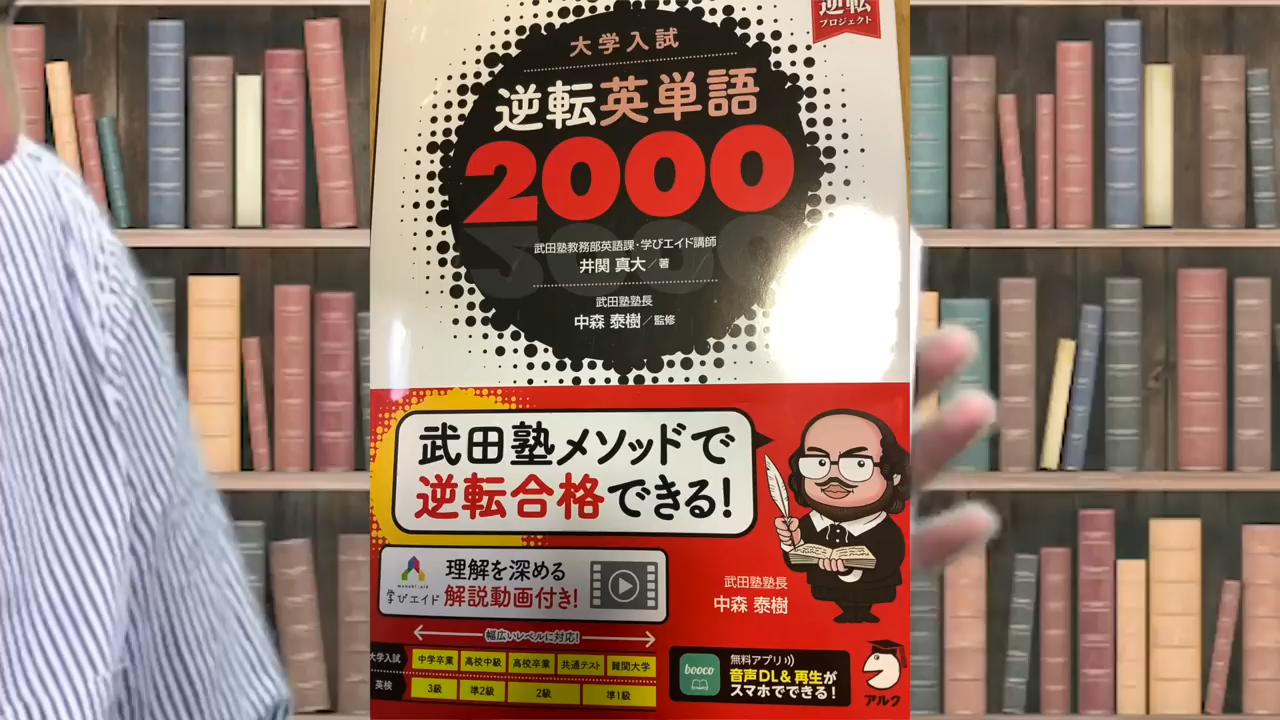 逆転
プロジェクト
大学入試
逆転英単語
2000
武田塾教務部英語課・学びエイド講師
井関 真大／著
武田塾塾長
中森 泰樹／監修
武田塾メソッドで
逆転合格できる!
manabi:aid
学びエイド
理解を深める
解説動画付き!
武田塾塾長
中森 泰樹
幅広いレベルに対応!
大学入試 中学卒業 高校中級 高校卒業 共通テスト 難関大学
英検 3級 準2級 2級 準1級
booco
無料アプリ
音声DL&再生が
スマホでできる!
アルク